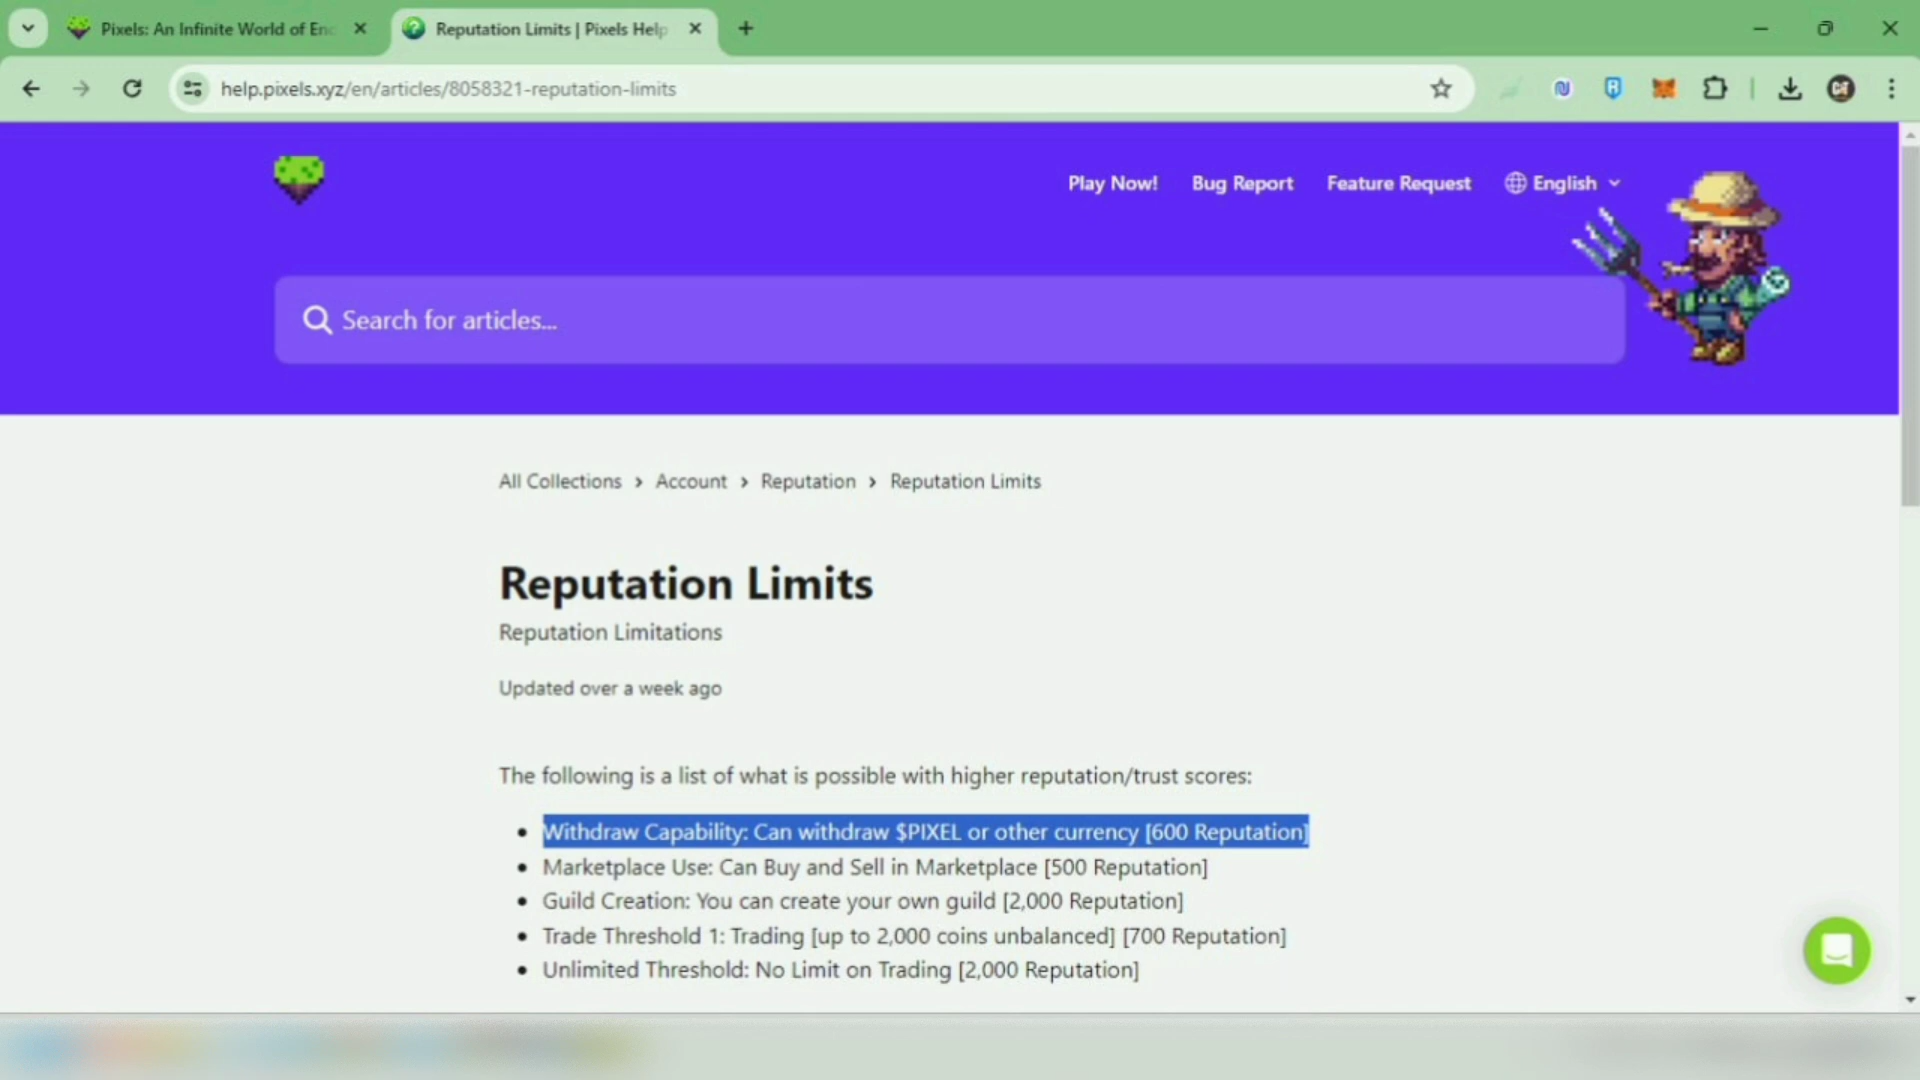 Pixels: An Infinite World of En
Reputation Limits | Pixels Help
help.pixels.xyz/en/articles/8058321-reputation-limits
Play Now!
Bug Report
Feature Request
English
Search for articles...
All Collections > Account > Reputation > Reputation Limits
Reputation Limits
Reputation Limitations
Updated over a week ago
The following is a list of what is possible with higher reputation/trust scores:
• Withdraw Capability: Can withdraw $PIXEL or other currency [600 Reputation]
• Marketplace Use: Can Buy and Sell in Marketplace [500 Reputation]
• Guild Creation: You can create your own guild [2,000 Reputation]
• Trade Threshold 1: Trading [up to 2,000 coins unbalanced] [700 Reputation]
• Unlimited Threshold: No Limit on Trading [2,000 Reputation]